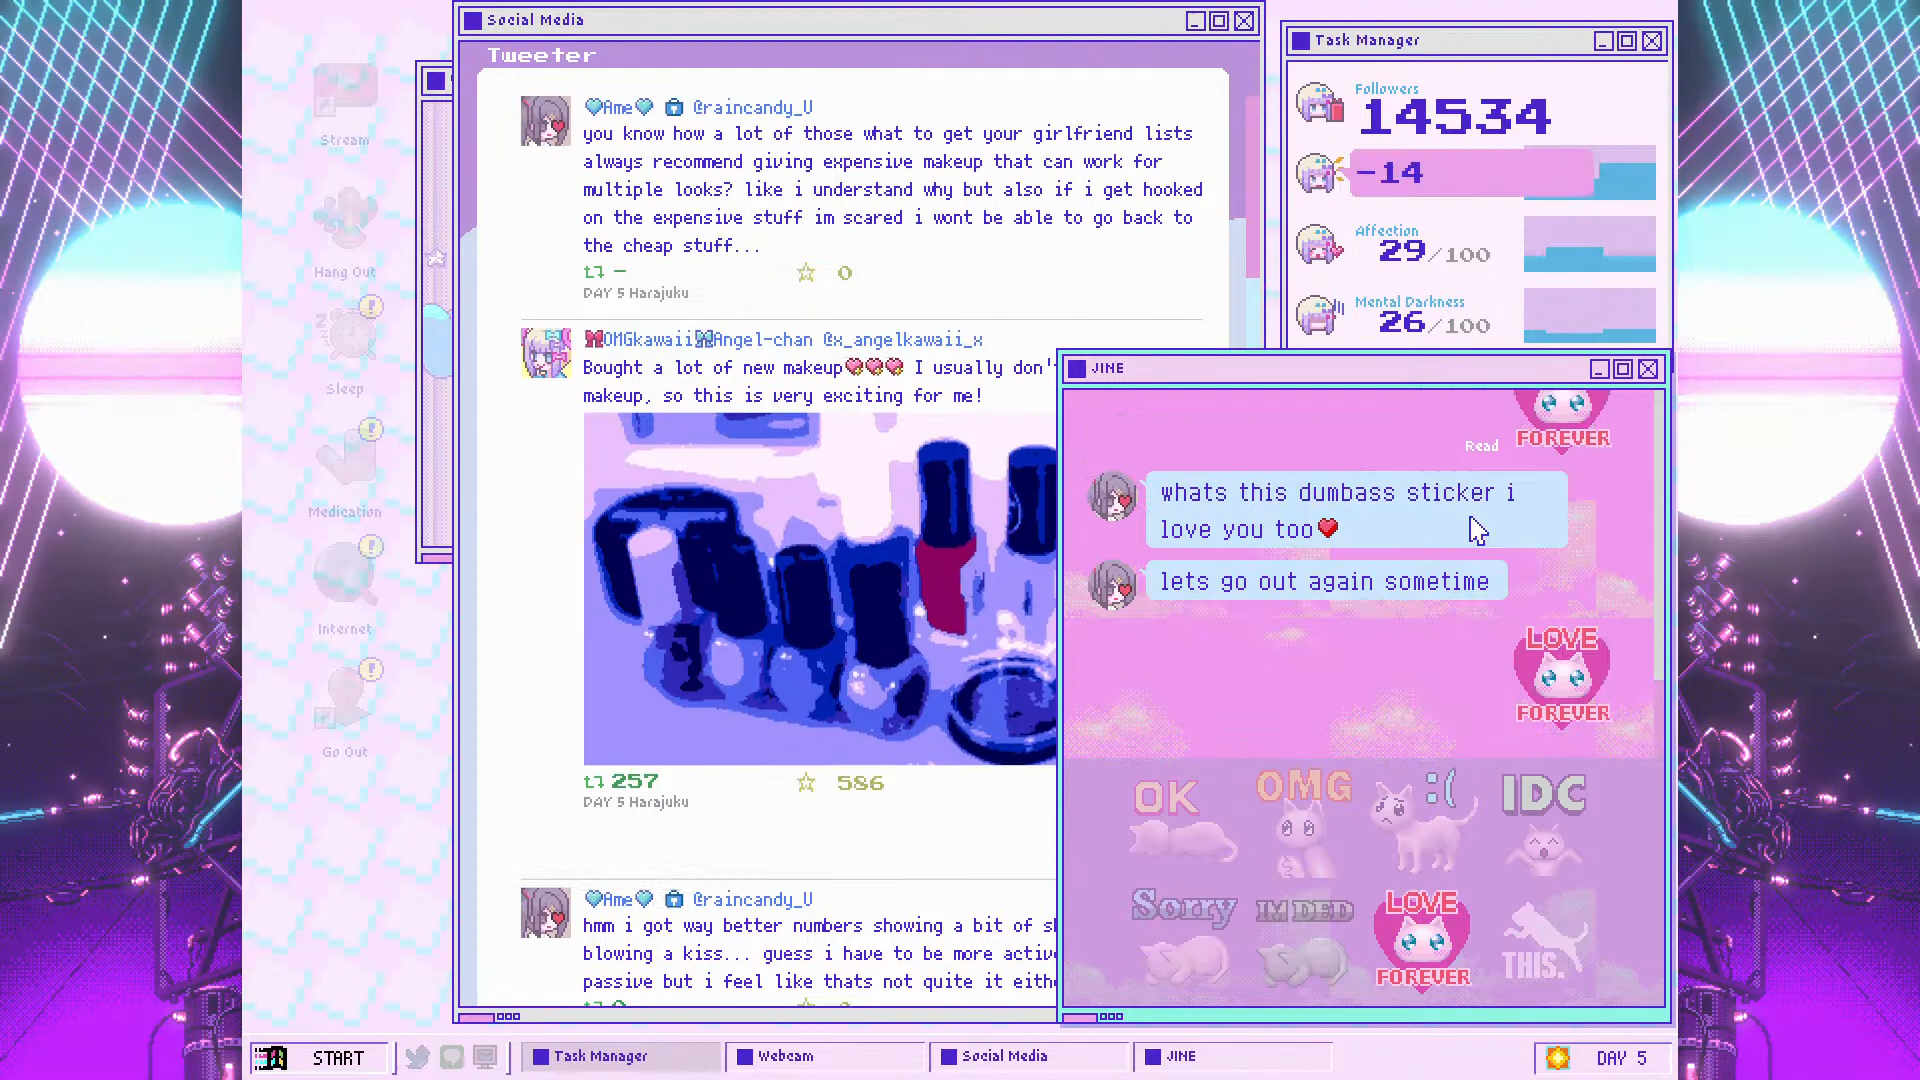 Social Media
Tweeter
Ame @raincandy_U
you know how a lot of those what to get your girlfriend lists
always recommend giving expensive makeup that can work for
multiple looks? like i understand why but also if i get hooked
on the expensive stuff im scared i wont be able to go back to
the cheap stuff...
– 0
DAY 5 Harajuku
OMGkawaiiAngel-chan @x_angelkawaii_x
Bought a lot of new makeup I usually don'
makeup, so this is very exciting for me!
257 586
DAY 5 Harajuku
Ame @raincandy_U
hmm i got way better numbers showing a bit of
blowing a kiss... guess i have to be more
passive but i feel like thats not quite it
Stream
Hang Out
Sleep
Medication
Internet
Go Out
Task Manager
Followers
14534
-14
Affection
29/100
Mental Darkness
26/100
JINE
FOREVER
Read
whats this dumbass sticker i
love you too
lets go out again sometime
LOVE
FOREVER
OK
OMG
:(
IDC
Sorry
IM DED
LOVE
FOREVER
THIS.
START
Task Manager
Webcam
Social Media
JINE
DAY 5